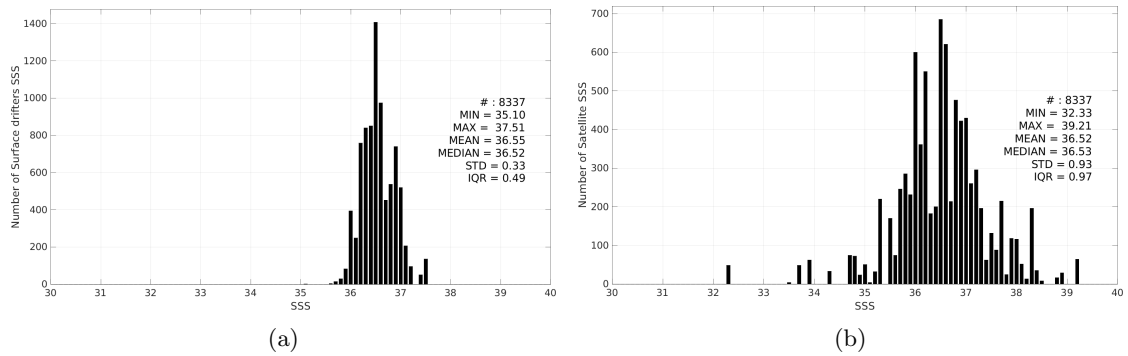 1400
1200
1000
800
600
400
200
0
Number of Surface drifters SSS
# : 8337
MIN = 35.10
MAX = 37.51
MEAN = 36.55
MEDIAN = 36.52
STD = 0.33
IQR = 0.49
30 31 32 33 34 35 36 37 38 39 40
SSS
(a)
700
600
500
400
300
200
100
0
Number of Satellite SSS
# : 8337
MIN = 32.33
MAX = 39.21
MEAN = 36.52
MEDIAN = 36.53
STD = 0.93
IQR = 0.97
30 31 32 33 34 35 36 37 38 39 40
SSS
(b)